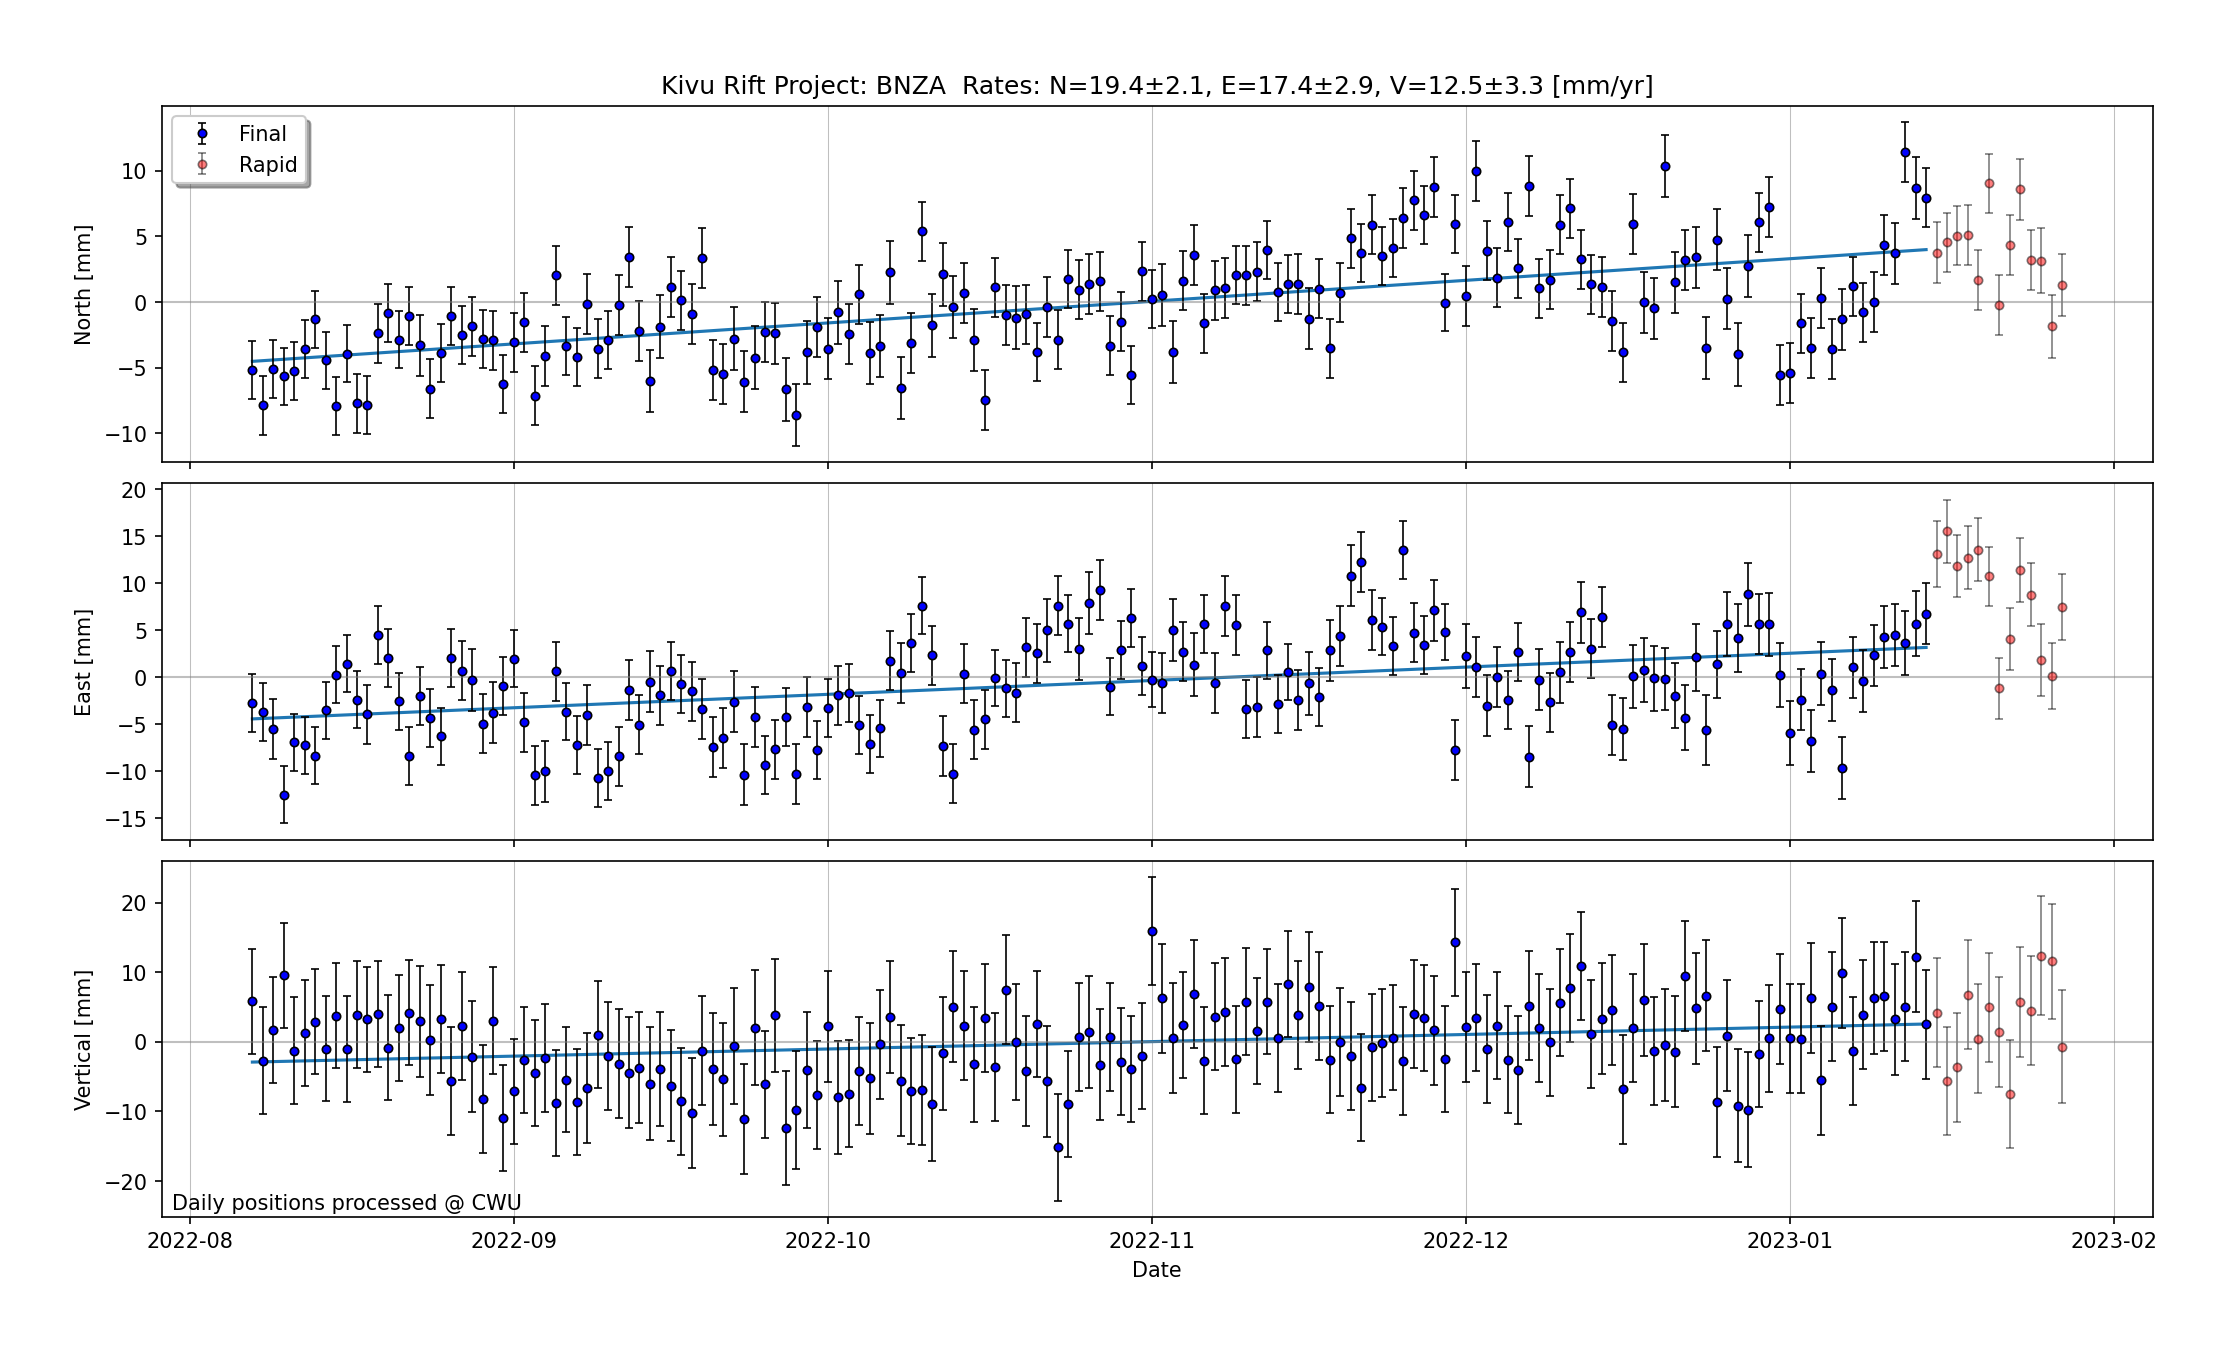 Kivu Rift Project: BNZA  Rates: N=19.4±2.1, E=17.4±2.9, V=12.5±3.3 [mm/yr]
Final
Rapid
North [mm]
10
5
0
−5
−10
East [mm]
20
15
10
5
0
−5
−10
−15
Vertical [mm]
20
10
0
−10
−20
Daily positions processed @ CWU
2022-08 2022-09 2022-10 2022-11 2022-12 2023-01 2023-02
Date